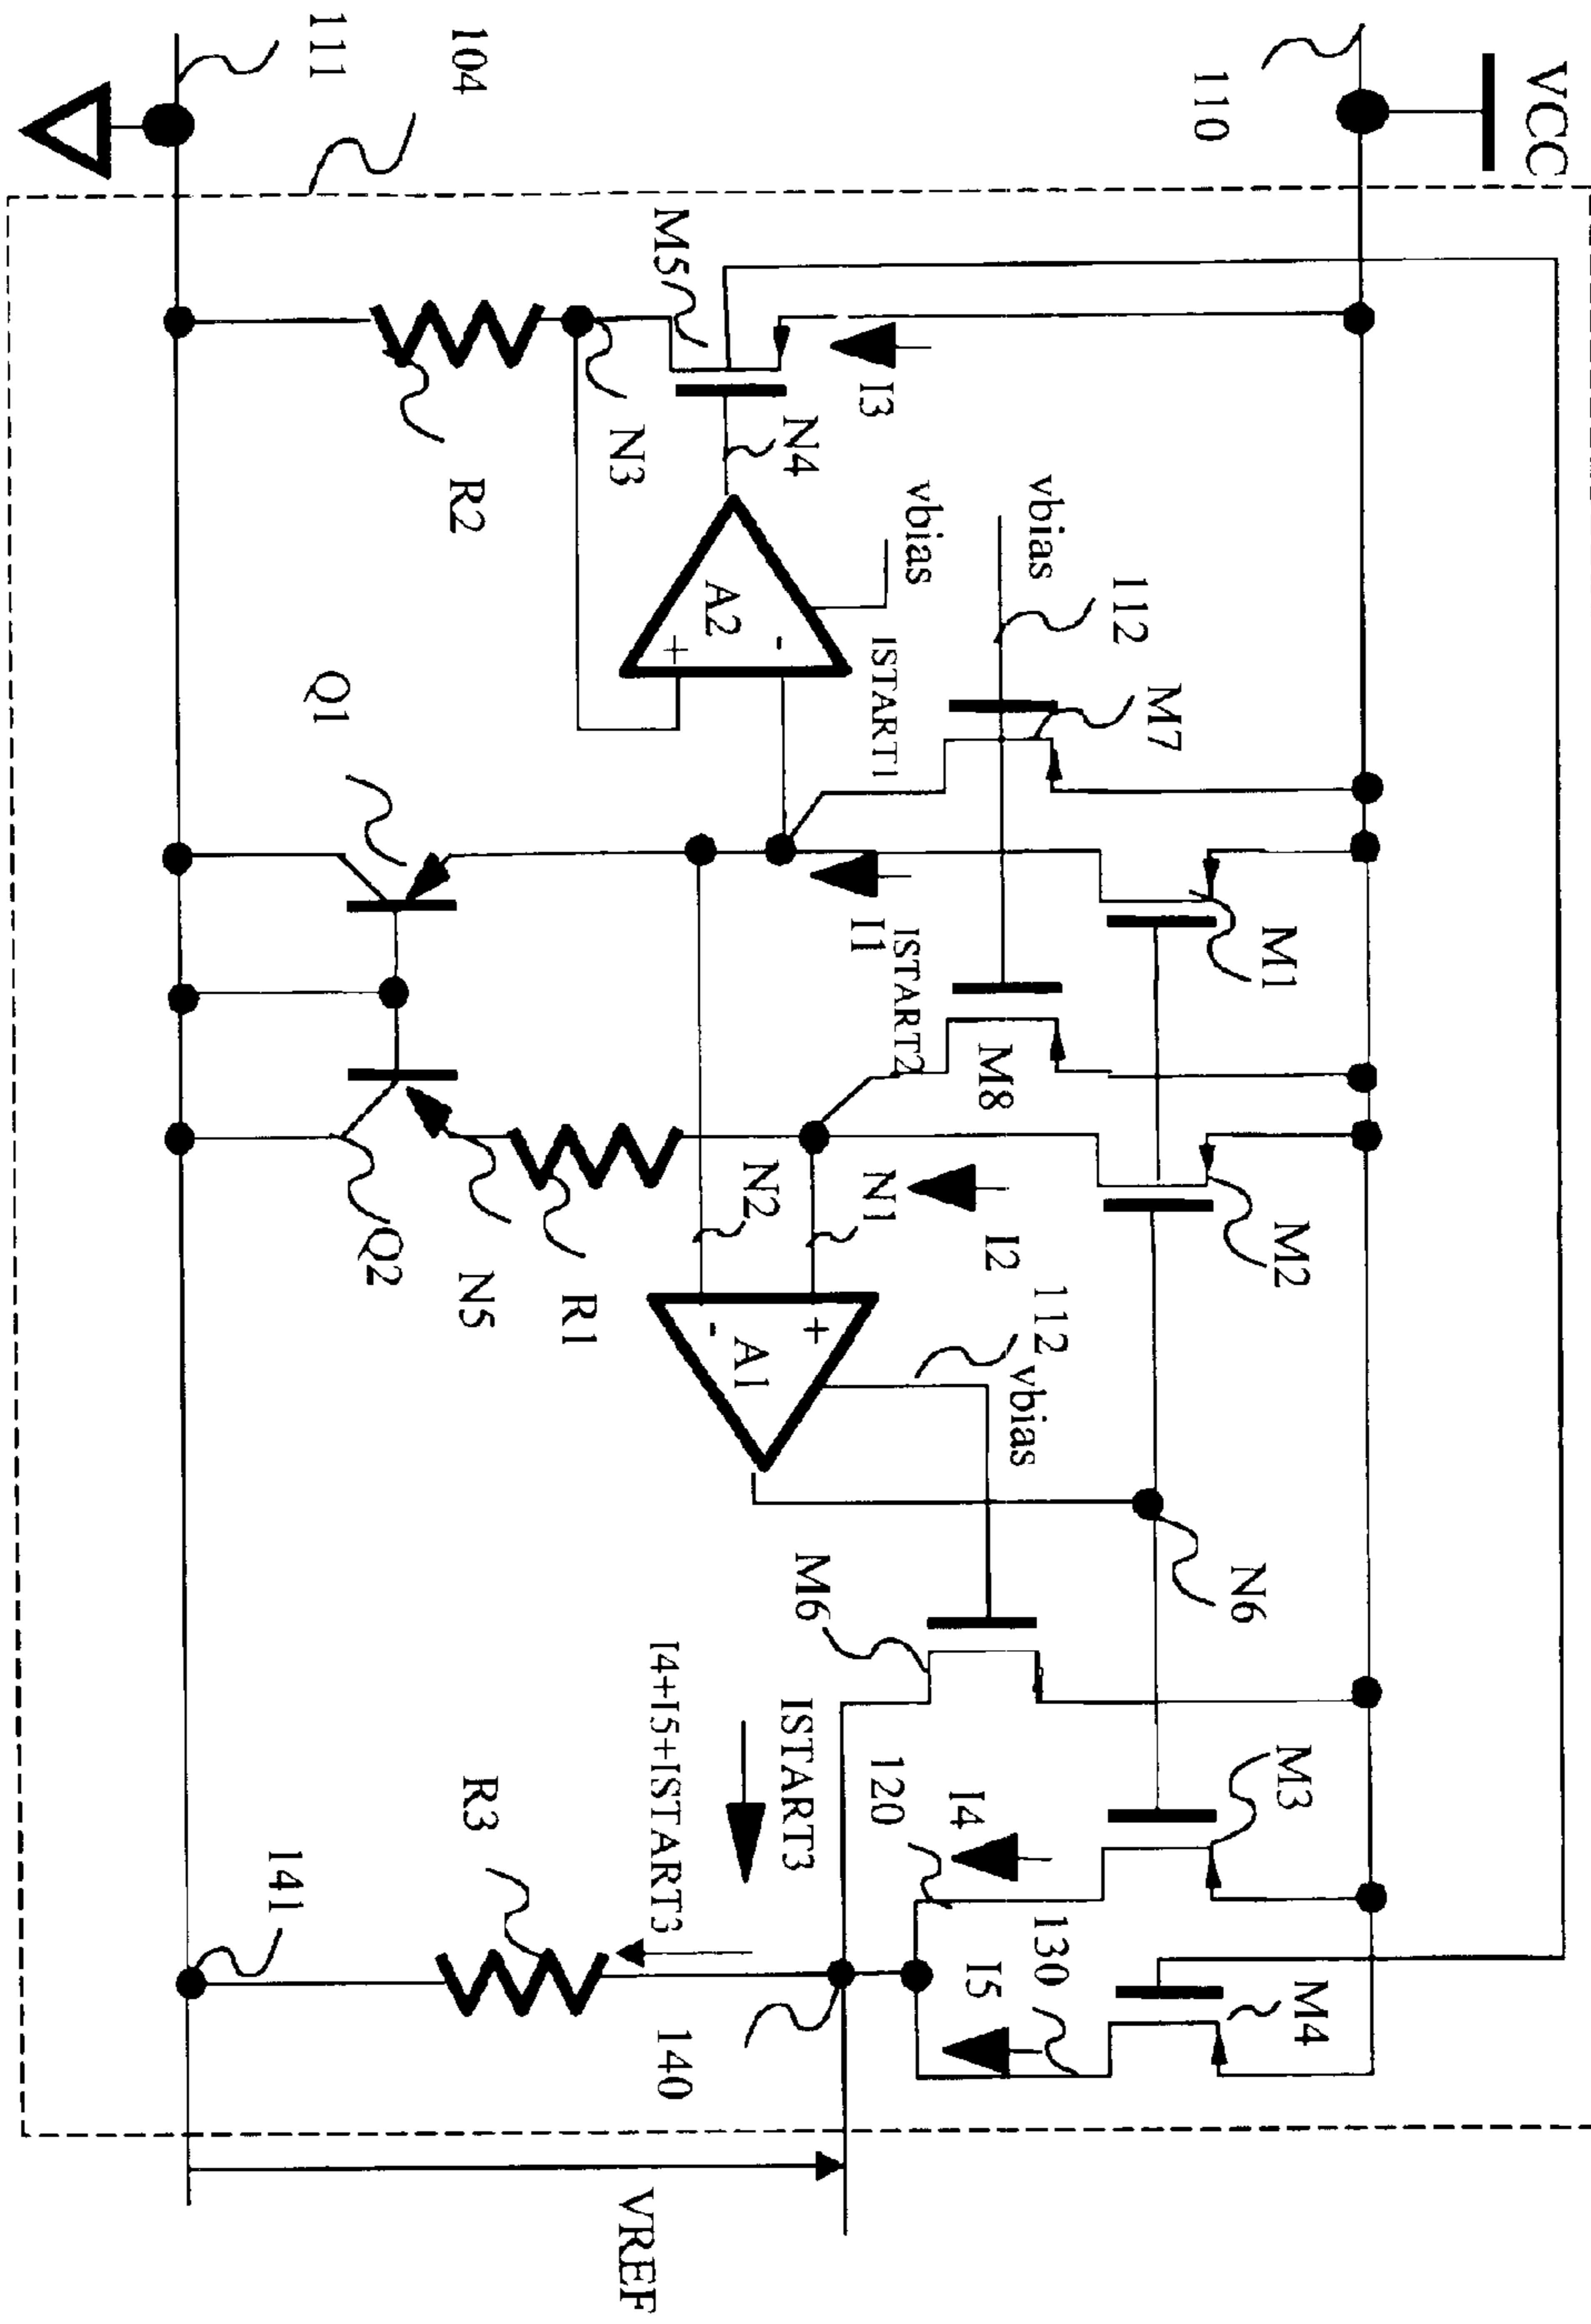 VCC
110
111
104
M5
I3
N4
N3
R2
vbias
vbias
112
A2
-
+
ISTART1
M7
Q1
M1
I1
ISTART2
M8
M2
N2
N1
I2
Q2
N5
R1
112
vbias
+
-
A1
N6
M6
M3
ISTART3
I4+I5+ISTART3
120
I4
R3
141
130
I5
M4
140
VREF